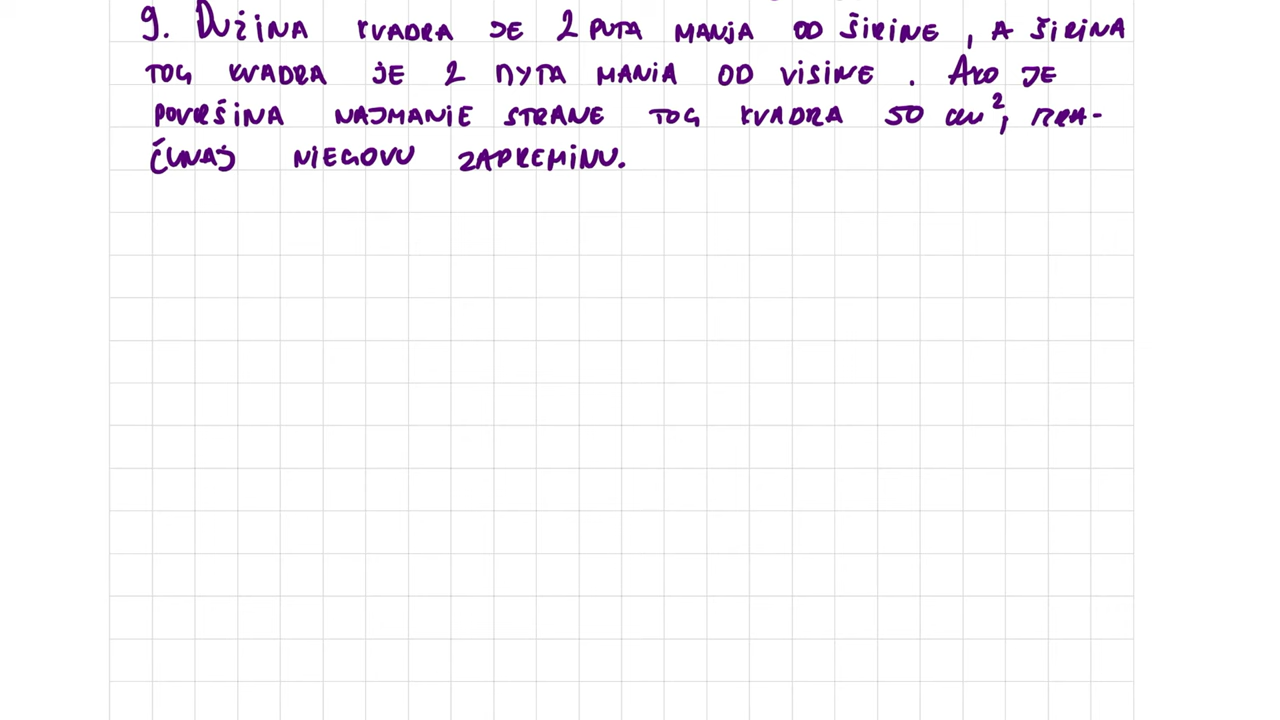 9. DUŽINA KVADRA JE 2 PUTA MANJA OD ŠIRINE, A ŠIRINA
TOG KVADRA JE 2 ПУТА MANJA OD VISINE. AKO JE
POVRŠINA NAJMANJE STRANE TOG KVADRA 50 cm², IZRA-
ČUNAJ NJEGOVU ZAPREMINU.